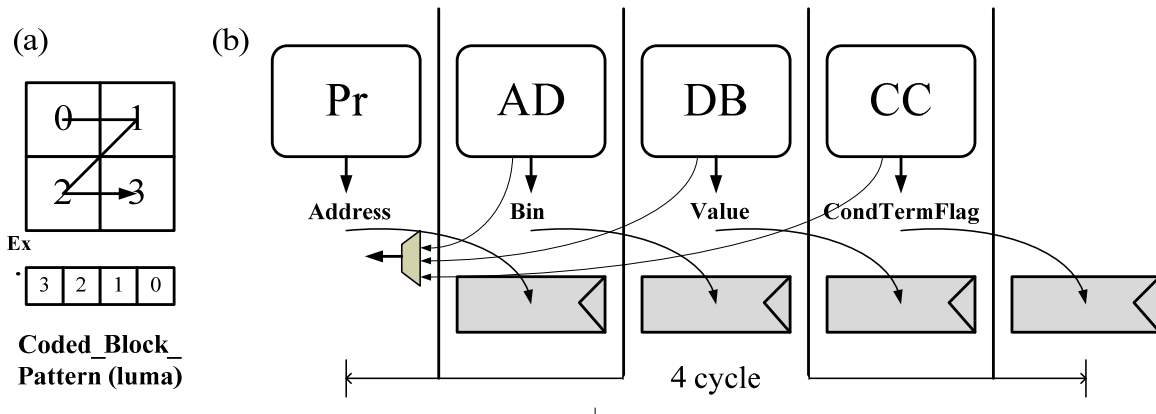 (a)
0 1
2 3
Ex
.
3 2 1 0
Coded_Block_
Pattern (luma)
(b)
Pr AD DB CC
Address Bin Value CondTermFlag
4 cycle